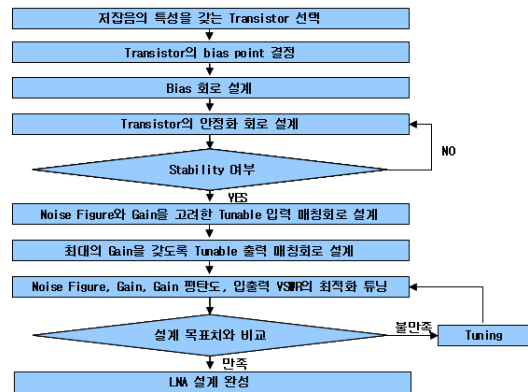 저잡음의 특성을 갖는 Transistor 선택
Transistor의 bias point 결정
Bias 회로 설계
Transistor의 안정화 회로 설계
NO
Stability 여부
YES
Noise Figure와 Gain을 고려한 Tunable 입력 매칭회로 설계
최대의 Gain을 갖도록 Tunable 출력 매칭회로 설계
Noise Figure, Gain, Gain 평탄도, 입출력 VSWR의 최적화 튜닝
설계 목표치와 비교
불만족
Tuning
만족
LNA 설계 완성